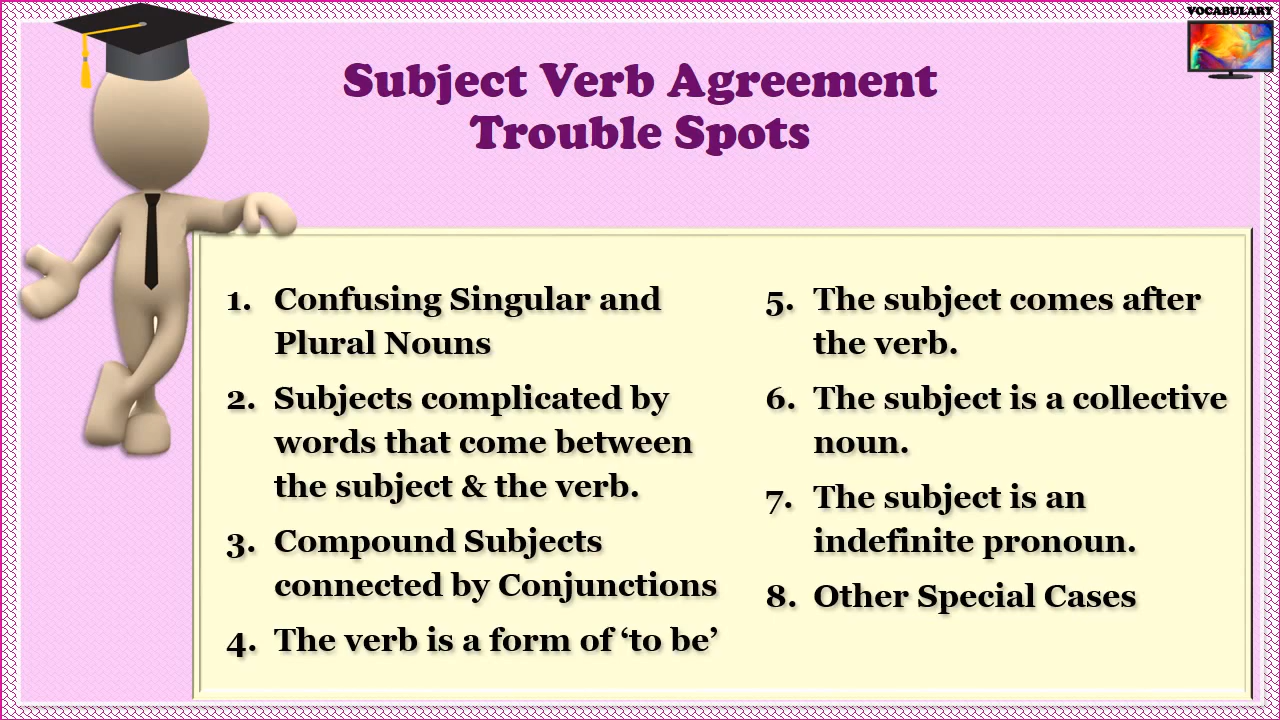 VOCABULARY
Subject Verb Agreement
Trouble Spots
1. Confusing Singular and
Plural Nouns
2. Subjects complicated by
words that come between
the subject & the verb.
3. Compound Subjects
connected by Conjunctions
4. The verb is a form of ‘to be’
5. The subject comes after
the verb.
6. The subject is a collective
noun.
7. The subject is an
indefinite pronoun.
8. Other Special Cases